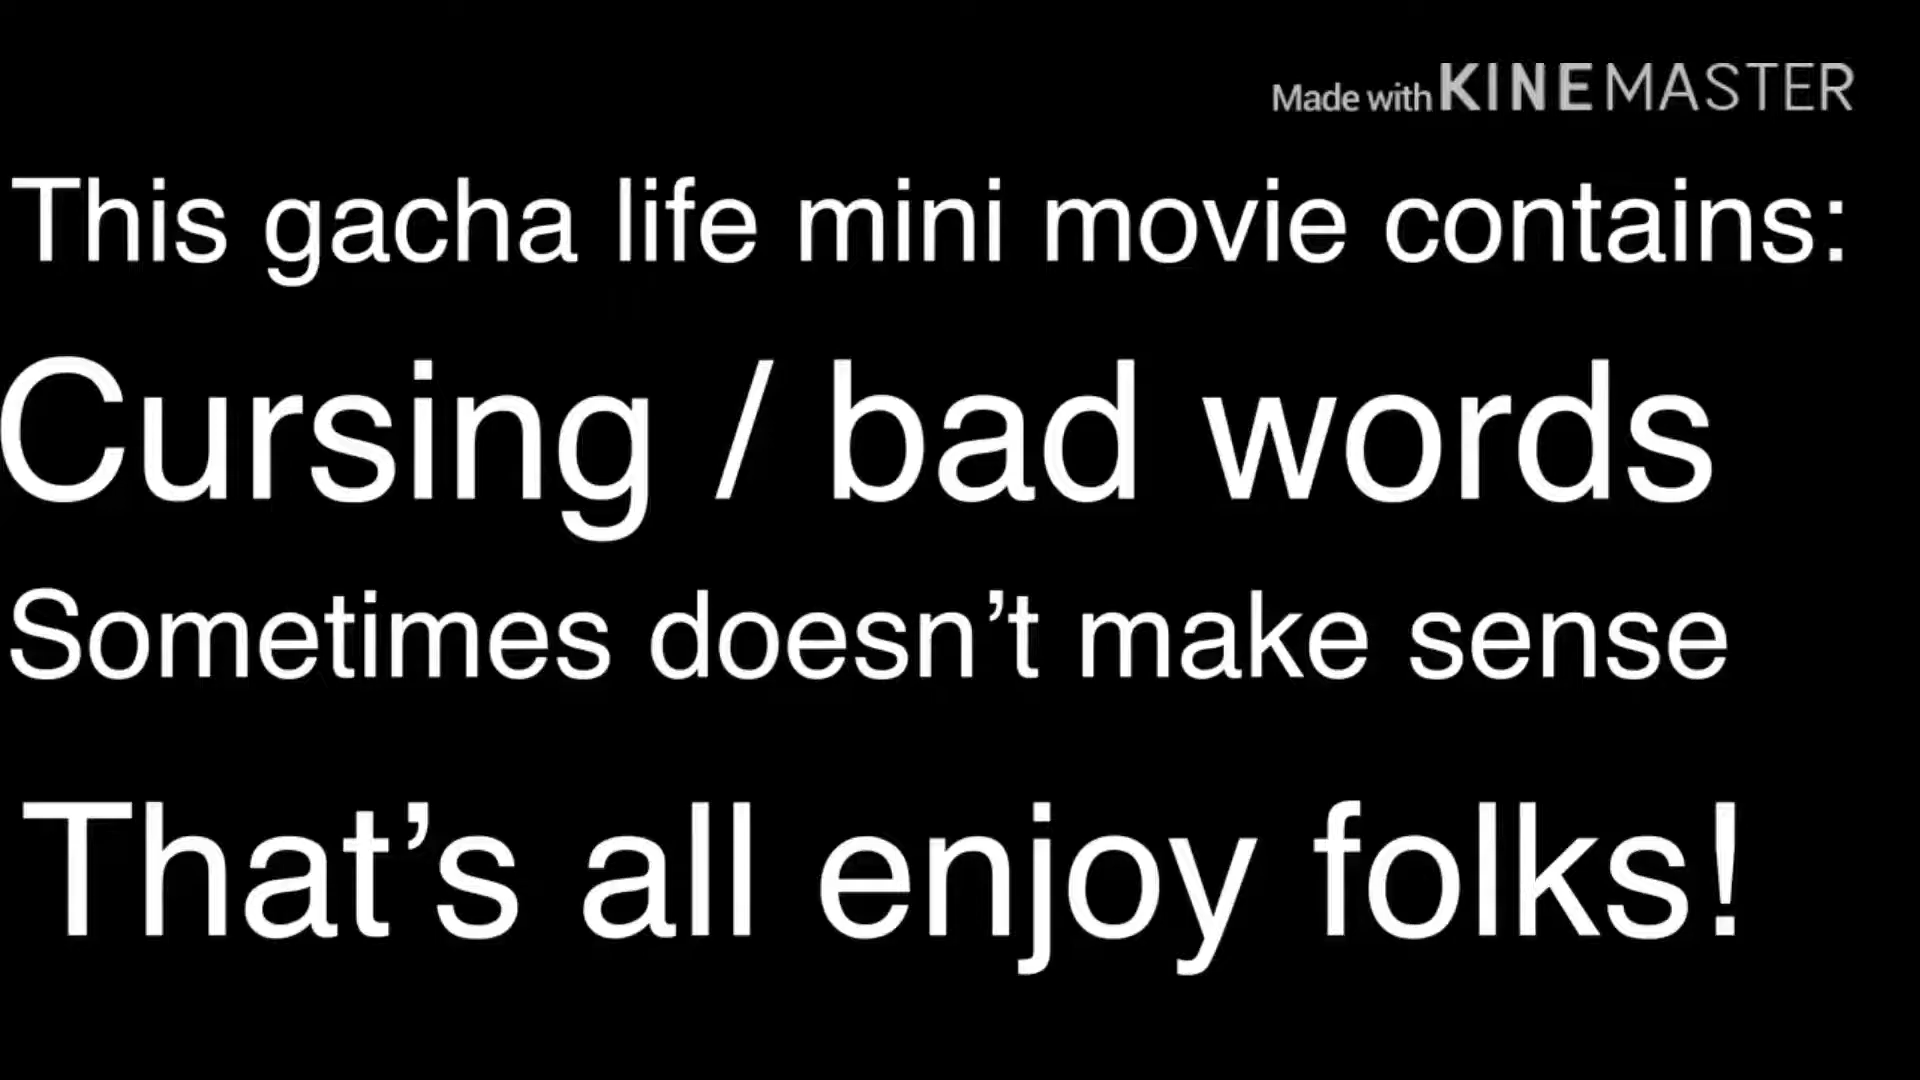 Made with KINEMASTER
This gacha life mini movie contains:
Cursing / bad words
Sometimes doesn’t make sense
That’s all enjoy folks!